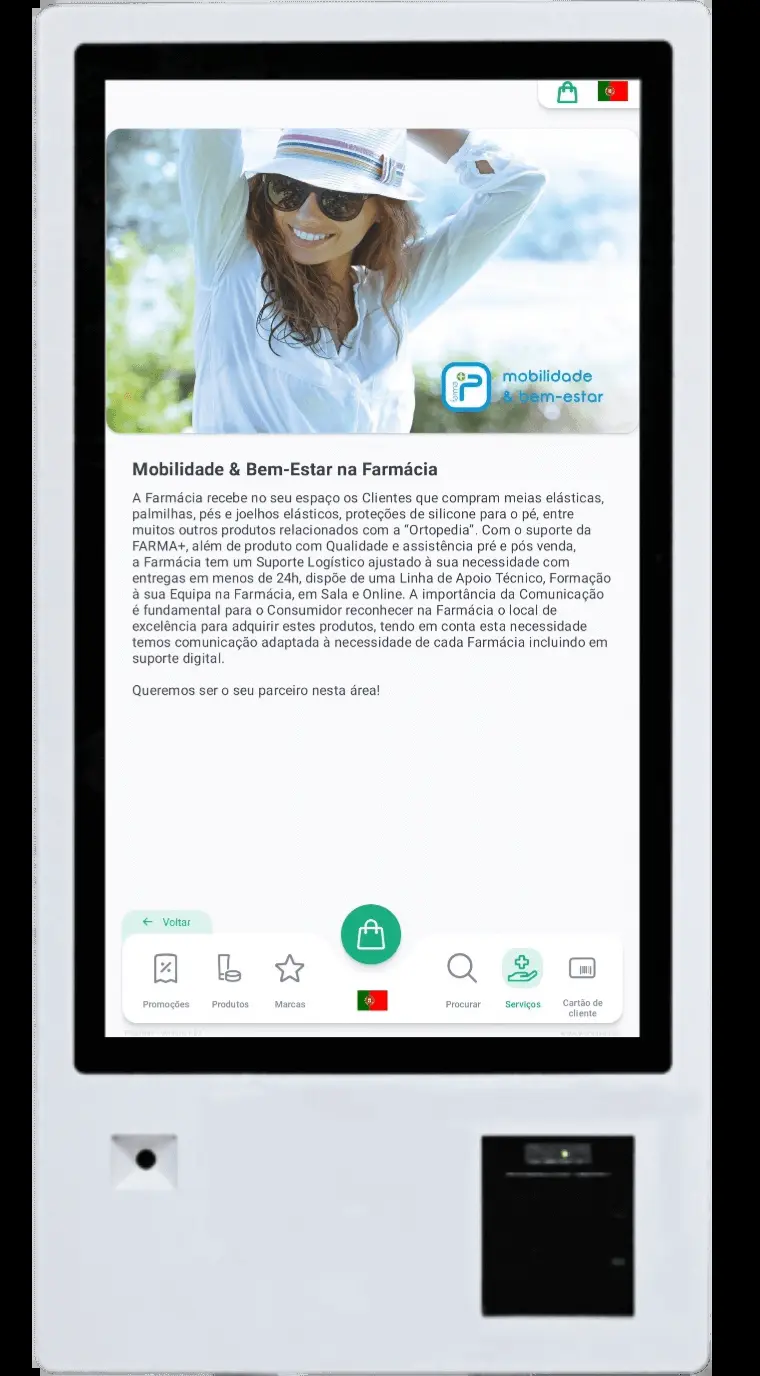 mobilidade
& bem-estar
Mobilidade & Bem-Estar na Farmácia
A Farmácia recebe no seu espaço os Clientes que compram meias elásticas,
palmilhas, pés e joelhos elásticos, proteções de silicone para o pé, entre
muitos outros produtos relacionados com a "Ortopedia". Com o suporte da
FARMA+, além de produto com Qualidade e assistência pré e pós venda,
a Farmácia tem um Suporte Logístico ajustado à sua necessidade com
entregas em menos de 24h, dispõe de uma Linha de Apoio Técnico, Formação
à sua Equipa na Farmácia, em Sala e Online. A importância da Comunicação
é fundamental para o Consumidor reconhecer na Farmácia o local de
excelência para adquirir estes produtos, tendo em conta esta necessidade
temos comunicação adaptada à necessidade de cada Farmácia incluindo em
suporte digital.
Queremos ser o seu parceiro nesta área!
Voltar
Promoções
Produtos
Marcas
Procurar
Serviços
Cartão de
cliente